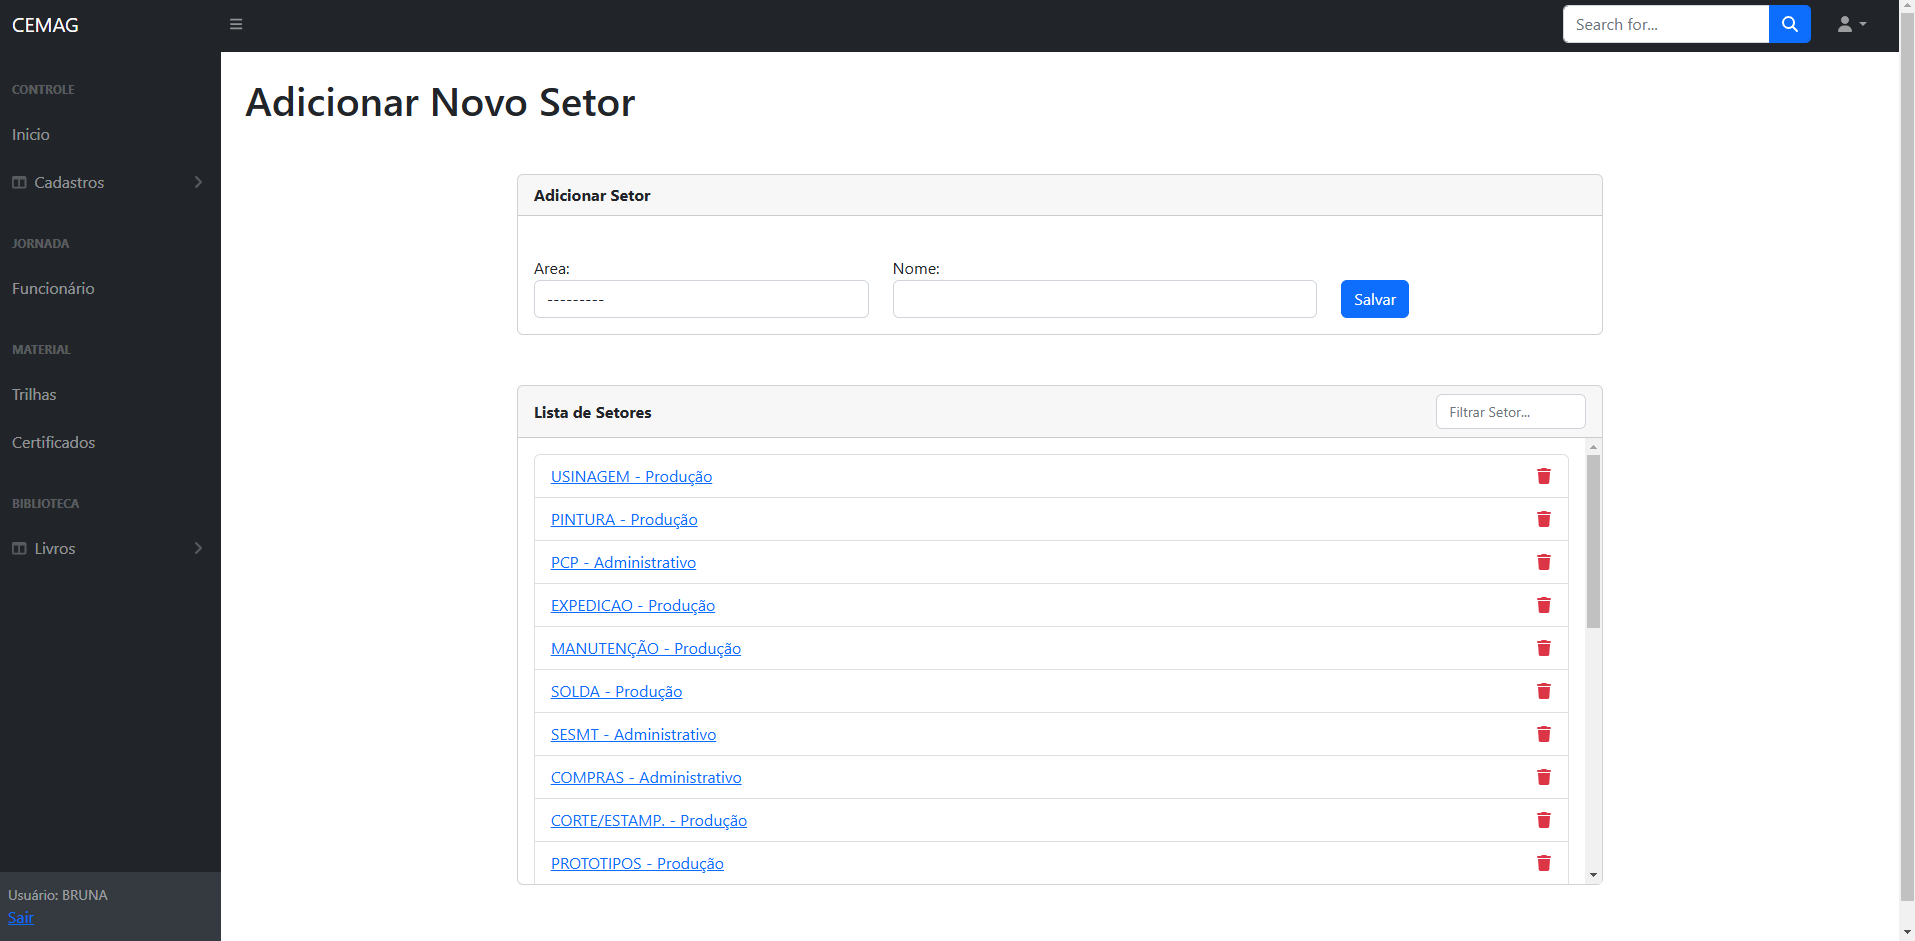 CEMAG
Search for...
CONTROLE
Inicio
Cadastros
JORNADA
Funcionário
MATERIAL
Trilhas
Certificados
BIBLIOTECA
Livros
Usuário: BRUNA
Sair
Adicionar Novo Setor
Adicionar Setor
Area:
Nome:
---------
Salvar
Lista de Setores
Filtrar Setor...
USINAGEM - Produção
PINTURA - Produção
PCP - Administrativo
EXPEDICAO - Produção
MANUTENÇÃO - Produção
SOLDA - Produção
SESMT - Administrativo
COMPRAS - Administrativo
CORTE/ESTAMP. - Produção
PROTOTIPOS - Produção